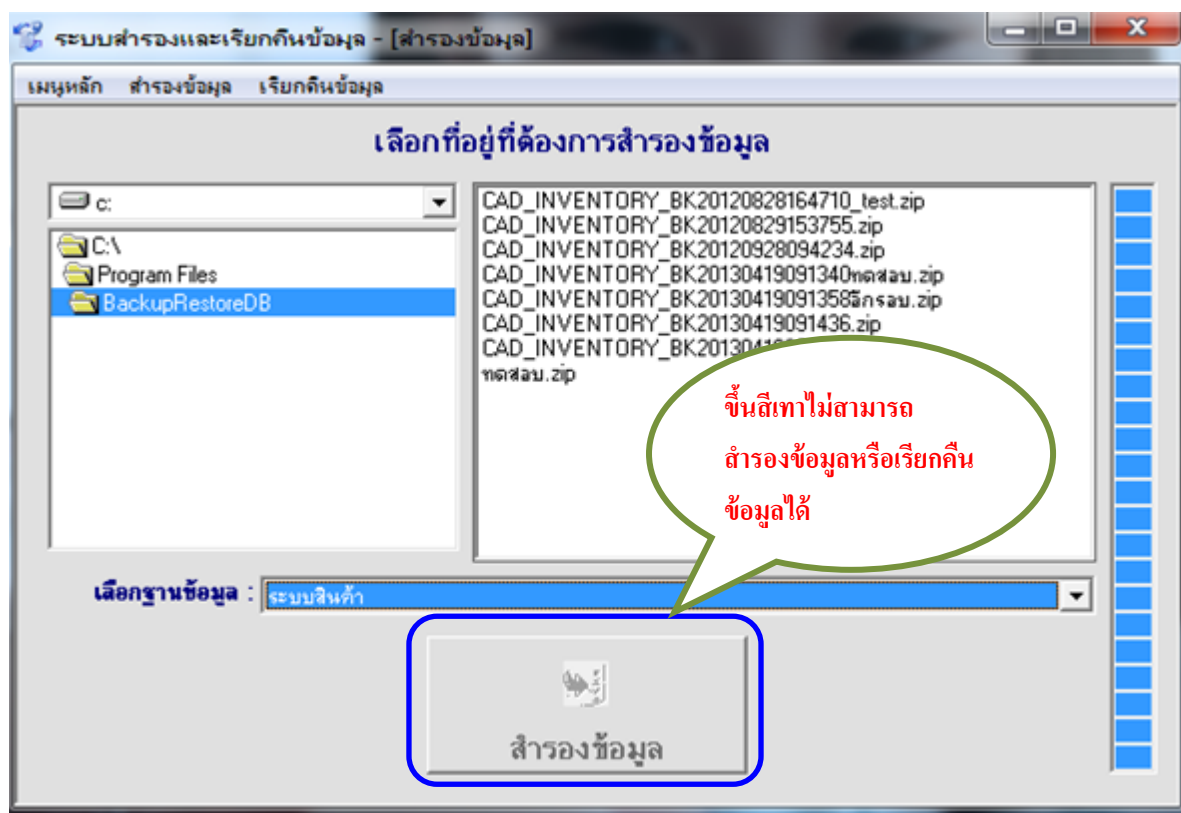 ระบบสำรองและเรียกคืนข้อมูล - [สำรองข้อมูล]
เมนูหลัก สำรองข้อมูล เรียกคืนข้อมูล
เลือกที่อยู่ที่ต้องการสำรองข้อมูล
c:
C:\
Program Files
BackupRestoreDB
CAD_INVENTORY_BK20120828164710_test.zip
CAD_INVENTORY_BK20120829153755.zip
CAD_INVENTORY_BK20120928094234.zip
CAD_INVENTORY_BK20130419091340ทดสอบ.zip
CAD_INVENTORY_BK20130419091358อีกรอบ.zip
CAD_INVENTORY_BK20130419091436.zip
ทดสอบ.zip
ขึ้นสีเทาไม่สามารถ
สำรองข้อมูลหรือเรียกคืน
ข้อมูลได้
เลือกฐานข้อมูล : ระบบสินค้า
สำรองข้อมูล